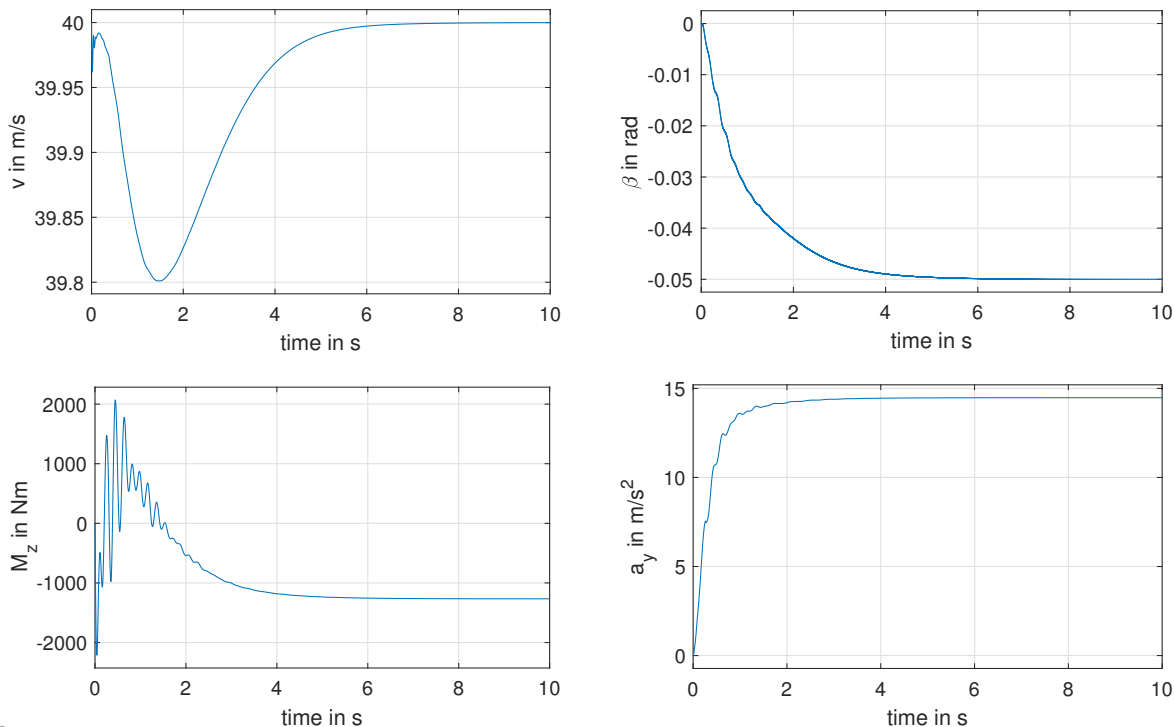 40
39.95
39.9
39.85
39.8
v in m/s
0 2 4 6 8 10
time in s
0
-0.01
-0.02
-0.03
-0.04
-0.05
β in rad
0 2 4 6 8 10
time in s
2000
1000
0
-1000
-2000
M_z in Nm
0 2 4 6 8 10
time in s
15
10
5
0
a_y in m/s²
0 2 4 6 8 10
time in s